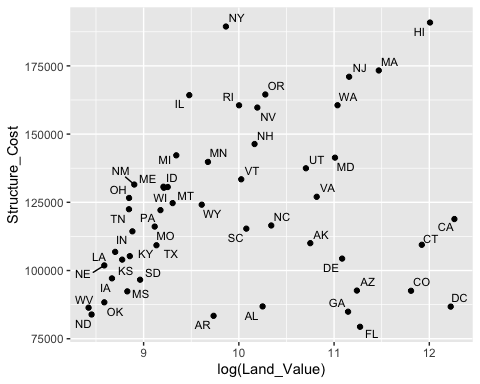 NY
HI
MA
175000
NJ
OR
IL
RI
WA
NV
150000
NH
MI
MN
UT
MD
NM
ME
ID
VT
OH
WI
MT
VA
125000
WY
TN
PA
NC
CA
IN
MO
SC
AK
CT
KY
TX
LA
DE
100000
NE
KS
SD
AZ
CO
IA
MS
WV
OK
AL
GA
DC
ND
AR
FL
75000
Structure_Cost
9
10
11
12
log(Land_Value)